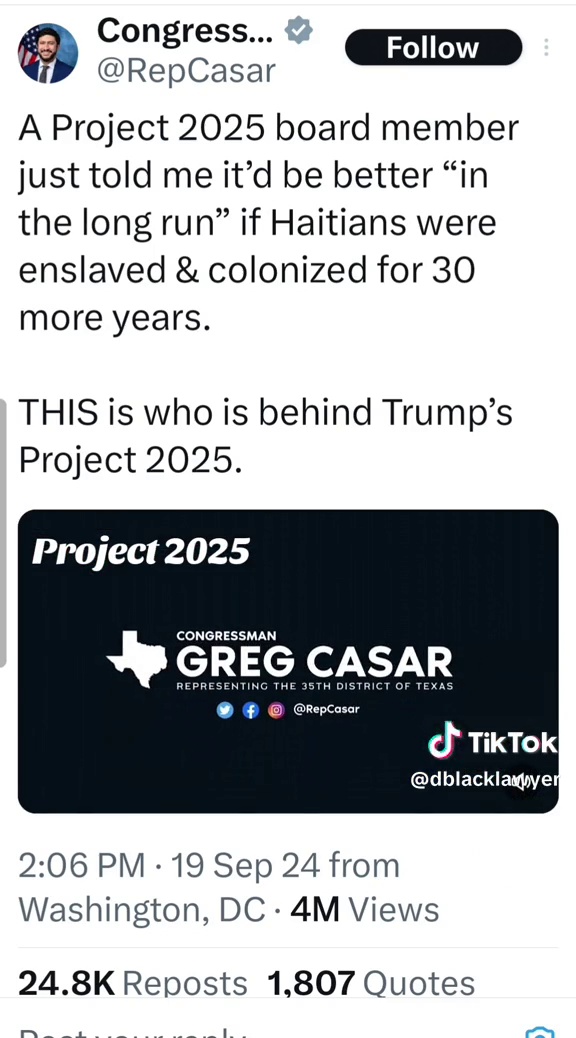 Congress...
Follow
@RepCasar
A Project 2025 board member
just told me it’d be better “in
the long run” if Haitians were
enslaved & colonized for 30
more years.
THIS is who is behind Trump’s
Project 2025.
Project 2025
CONGRESSMAN
GREG CASAR
REPRESENTING THE 35TH DISTRICT OF TEXAS
@RepCasar
TikTok
@dblacklawyer
2:06 PM · 19 Sep 24 from
Washington, DC · 4M Views
24.8K Reposts 1,807 Quotes
Post your reply